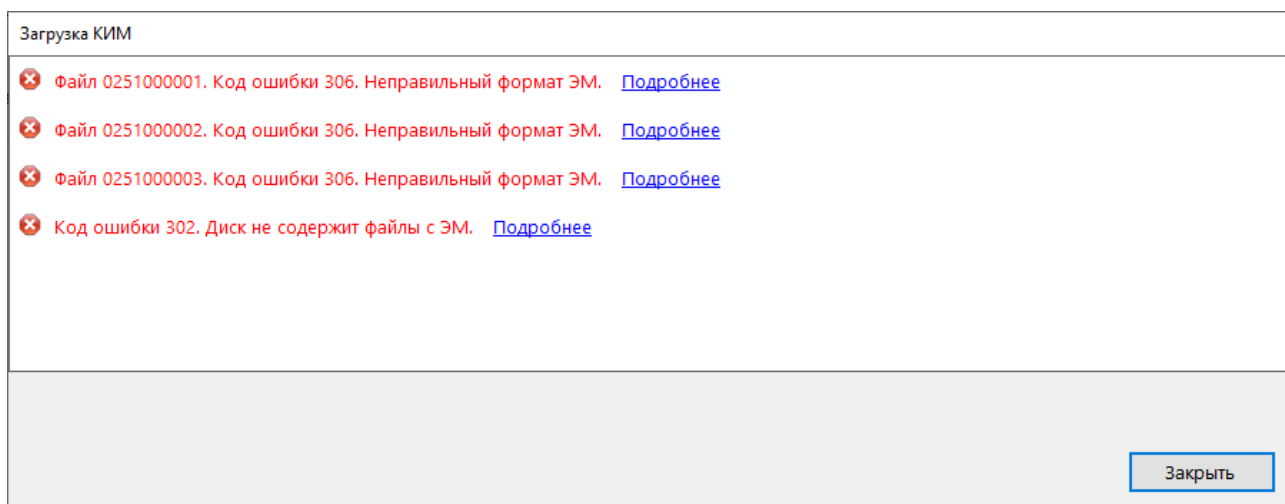 Загрузка КИМ
Файл 0251000001. Код ошибки 306. Неправильный формат ЭМ. Подробнее
Файл 0251000002. Код ошибки 306. Неправильный формат ЭМ. Подробнее
Файл 0251000003. Код ошибки 306. Неправильный формат ЭМ. Подробнее
Код ошибки 302. Диск не содержит файлы с ЭМ. Подробнее
Закрыть